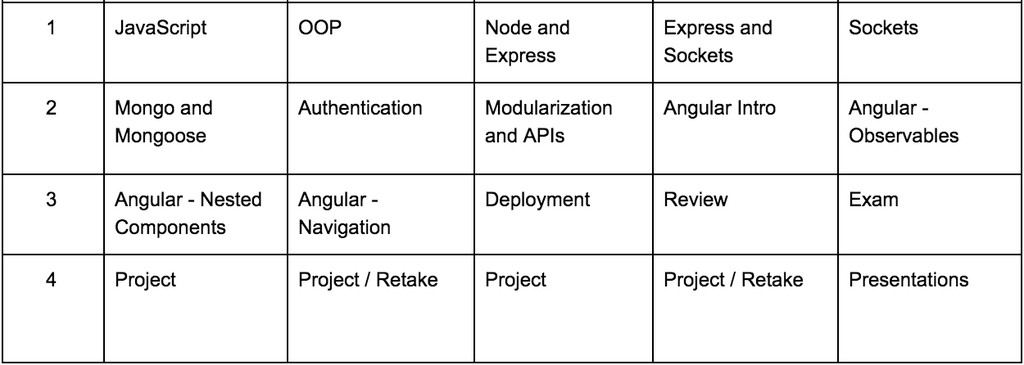 1 JavaScript OOP Node and Express and Sockets
Express Sockets
2 Mongo and Authentication Modularization Angular Intro Angular -
Mongoose and APIs Observables
3 Angular - Nested Angular - Deployment Review Exam
Components Navigation
4 Project Project / Retake Project Project / Retake Presentations